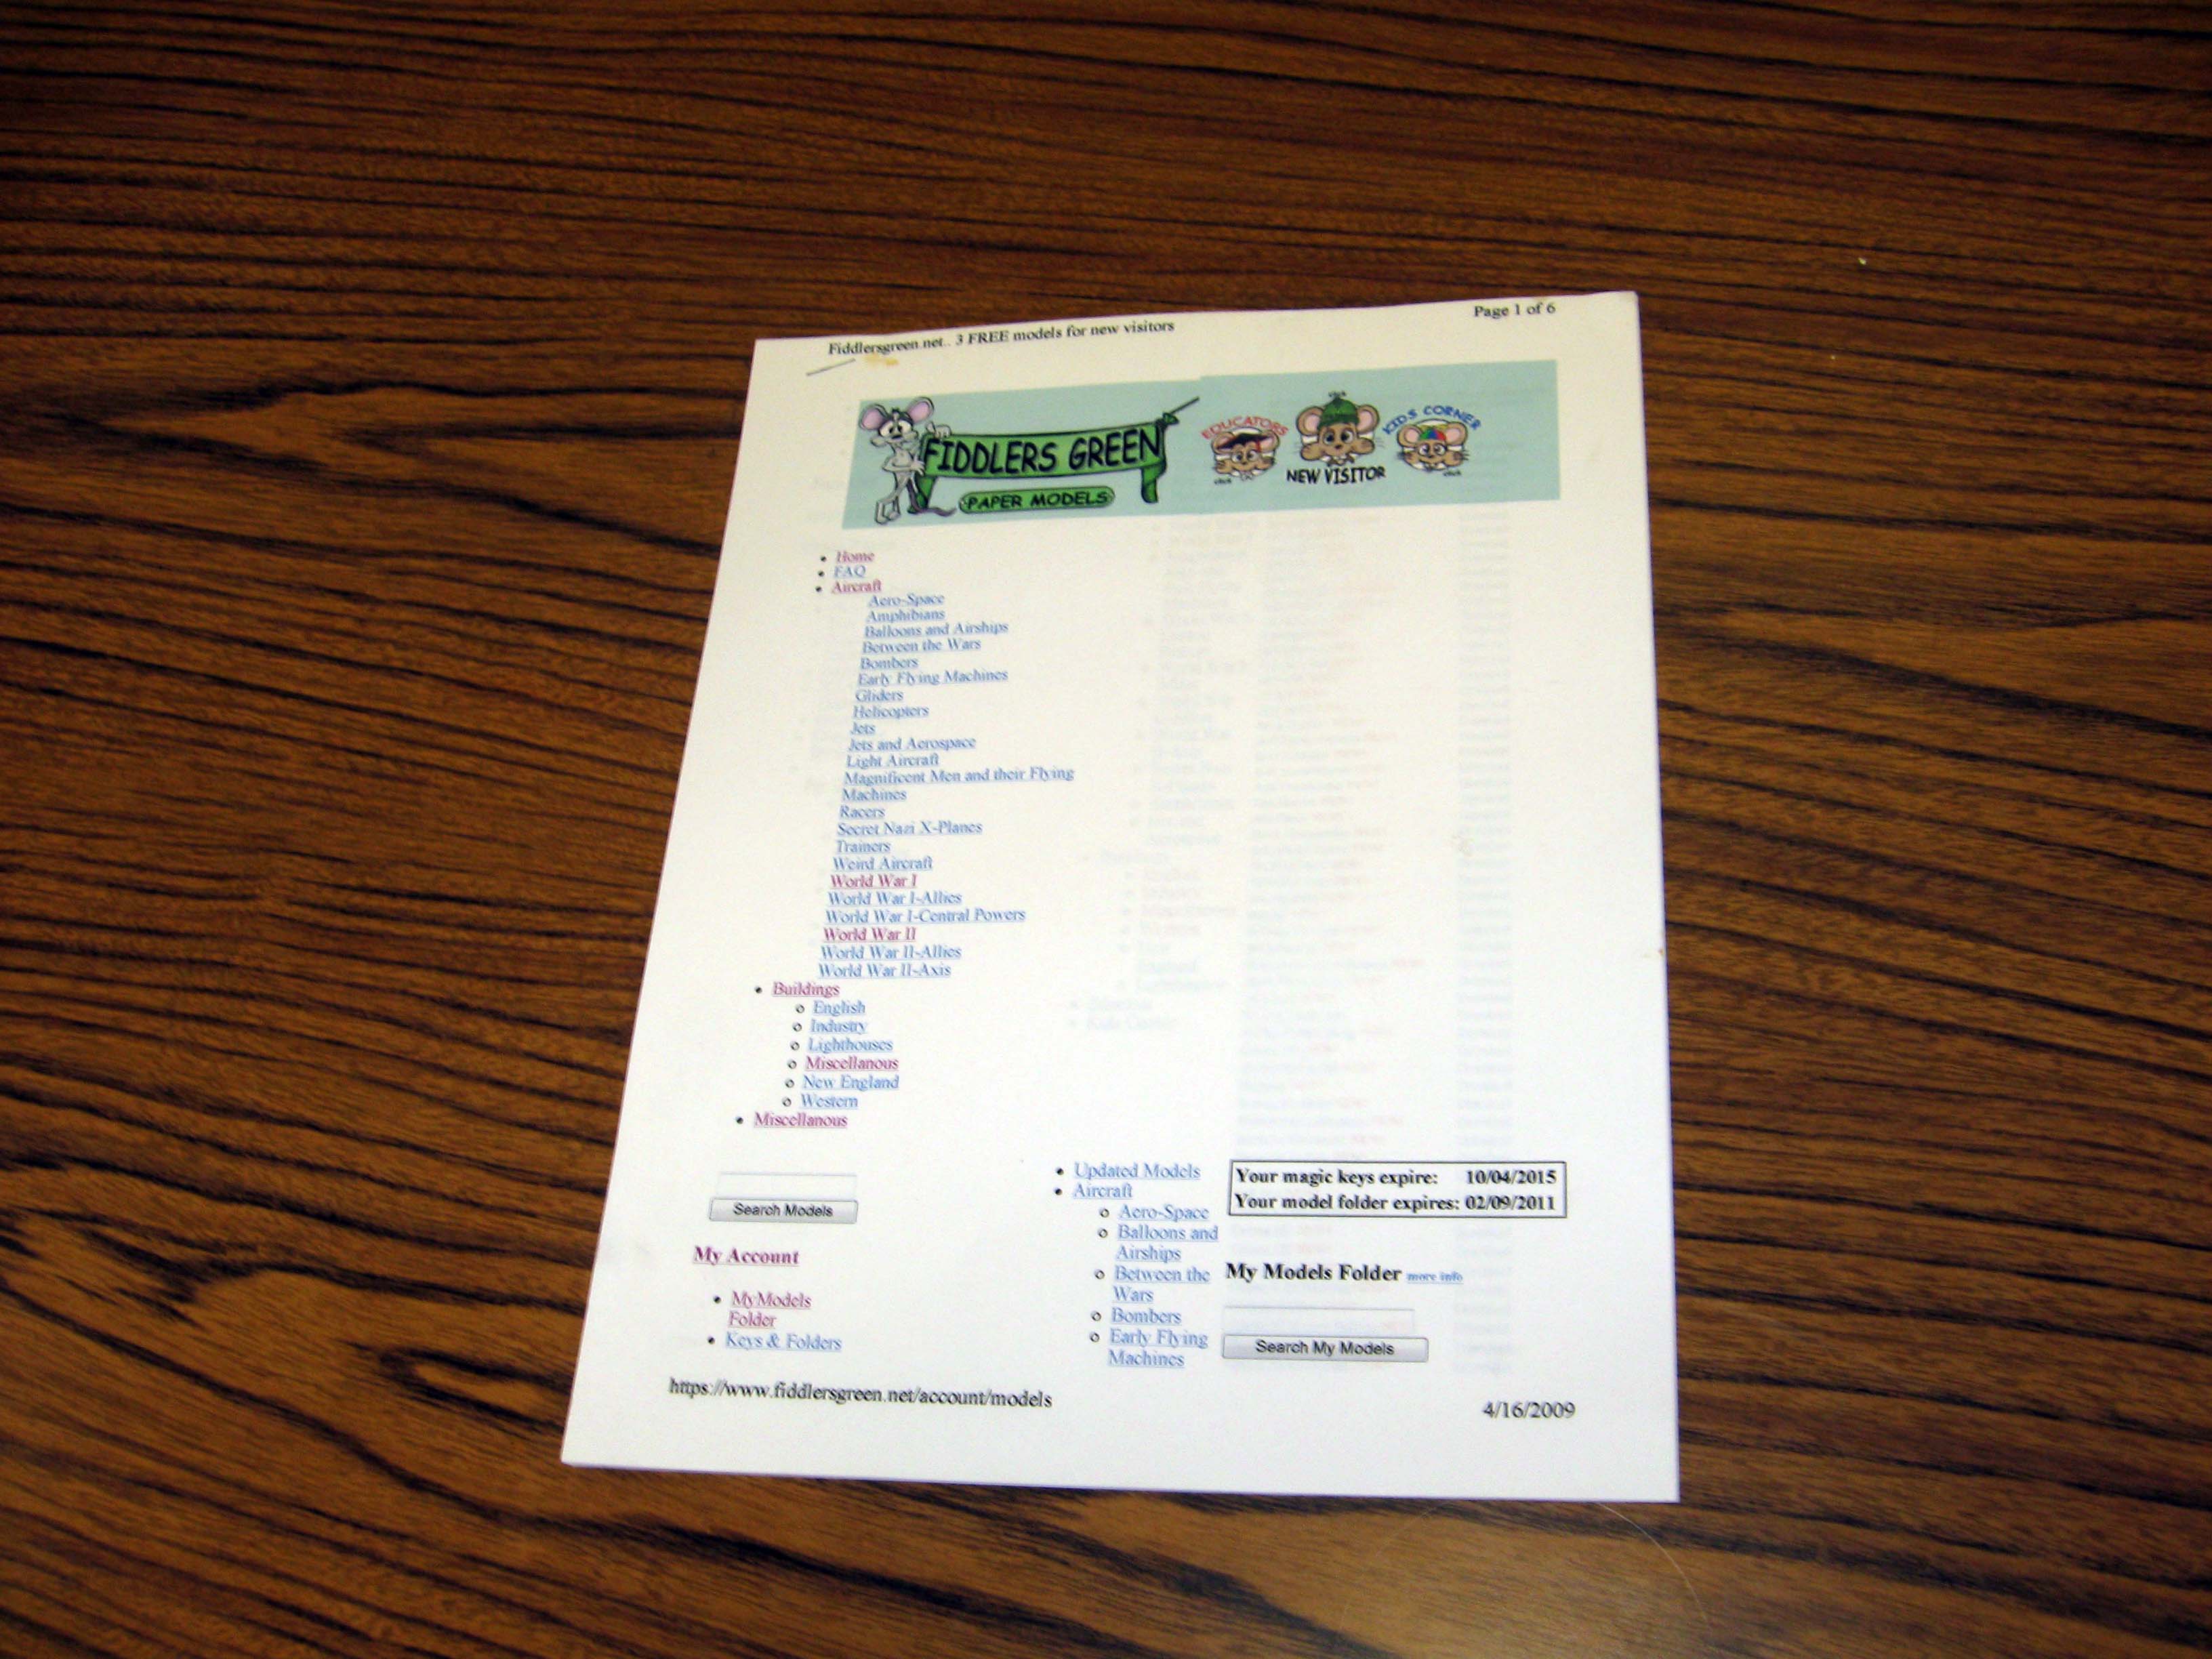 Fiddlersgreen.net.. 3 FREE models for new visitors
Page 1 of 6
FIDDLERS GREEN
PAPER MODELS
EDUCATORS
click
click
NEW VISITOR
KIDS CORNER
click
Home
FAQ
Aircraft
Aero-Space
Amphibians
Balloons and Airships
Between the Wars
Bombers
Early Flying Machines
Gliders
Helicopters
Jets
Jets and Aerospace
Light Aircraft
Magnificent Men and their Flying
Machines
Racers
Secret Nazi X-Planes
Trainers
Weird Aircraft
World War I
World War I-Allies
World War I-Central Powers
World War II
World War II-Allies
World War II-Axis
Buildings
English
Industry
Lighthouses
Miscellanous
New England
Western
Miscellanous
Search Models
My Account
MyModels
Folder
Keys & Folders
Updated Models
Aircraft
Aero-Space
Balloons and
Airships
Between the
Wars
Bombers
Early Flying
Machines
Your magic keys expire: 10/04/2015
Your model folder expires: 02/09/2011
My Models Folder more info
Search My Models
https://www.fiddlersgreen.net/account/models
4/16/2009